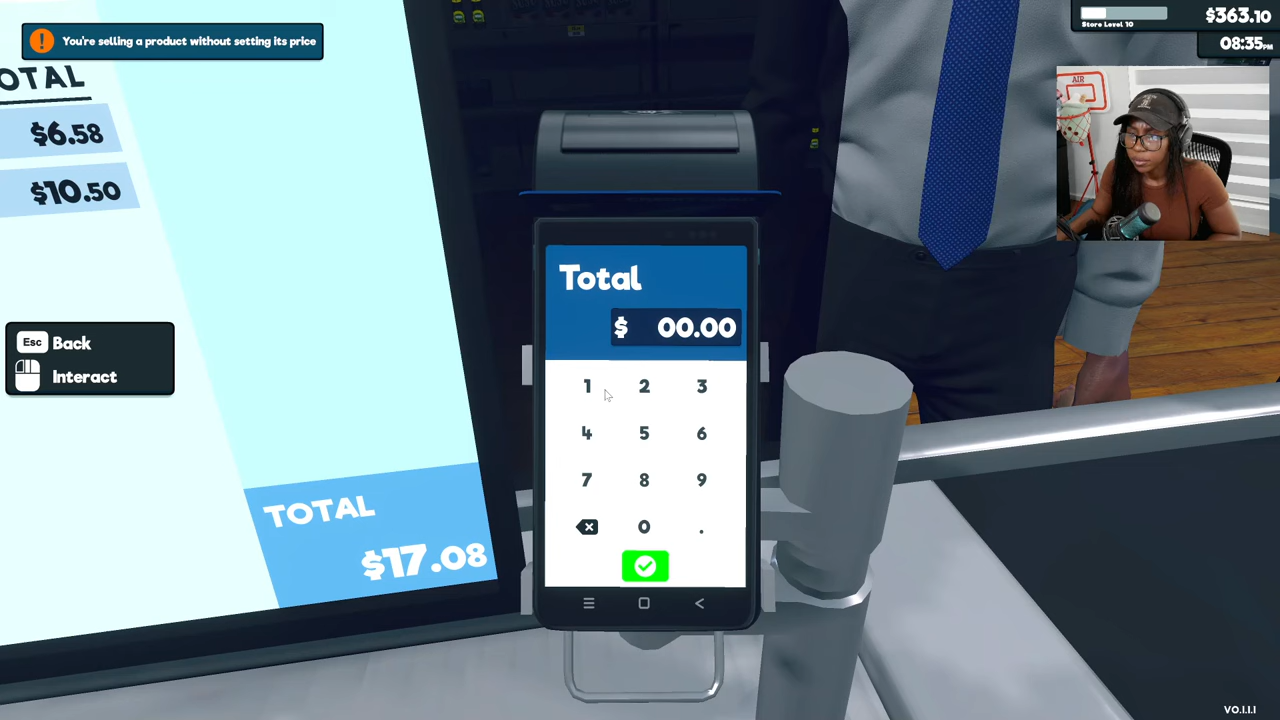 You're selling a product without setting its price
$363.10
Store Level 10
08:35PM
AIR
OTAL
$6.58
$10.50
Total
$ 00.00
Esc Back
Interact
1 2 3
4 5 6
7 8 9
0 .
TOTAL
$17.08
V0.1.1.1